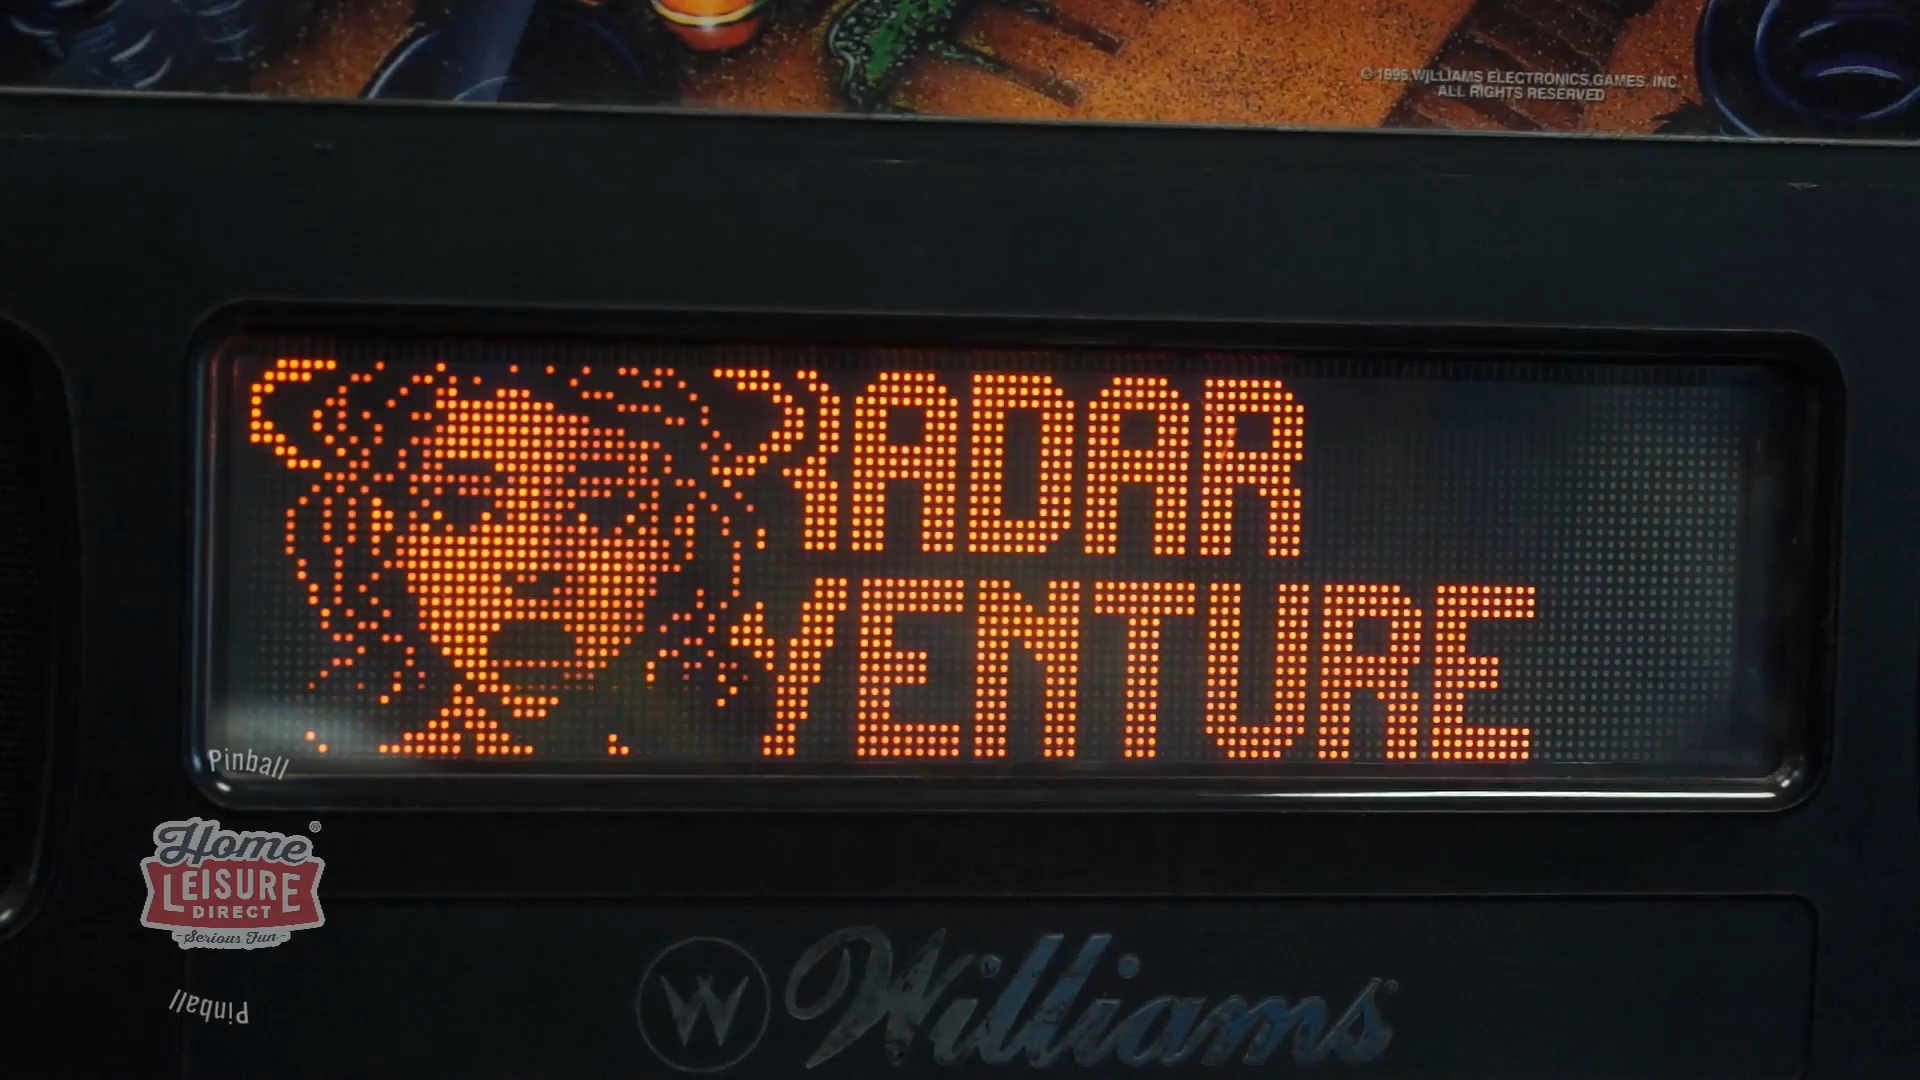 © 1996 WILLIAMS ELECTRONICS GAMES, INC.
ALL RIGHTS RESERVED
RADAR
VENTURE
Pinball
Home®
LEISURE
DIRECT
-Serious Fun-
Pinball
W Williams®